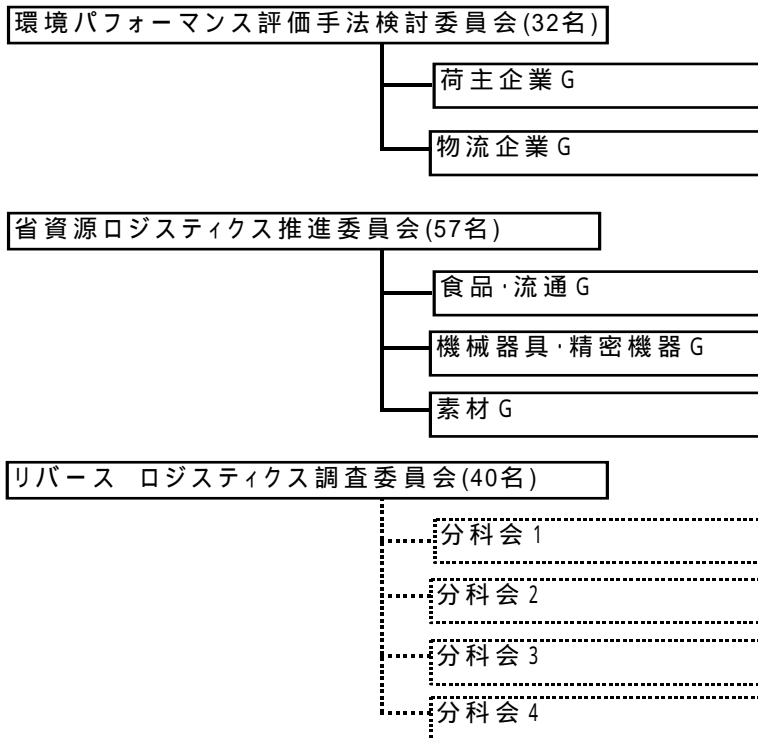 環境パフォーマンス評価手法検討委員会(32名)
荷主企業G
物流企業G
省資源ロジスティクス推進委員会(57名)
食品・流通G
機械器具・精密機器G
素材G
リバース ロジスティクス調査委員会(40名)
分科会1
分科会2
分科会3
分科会4